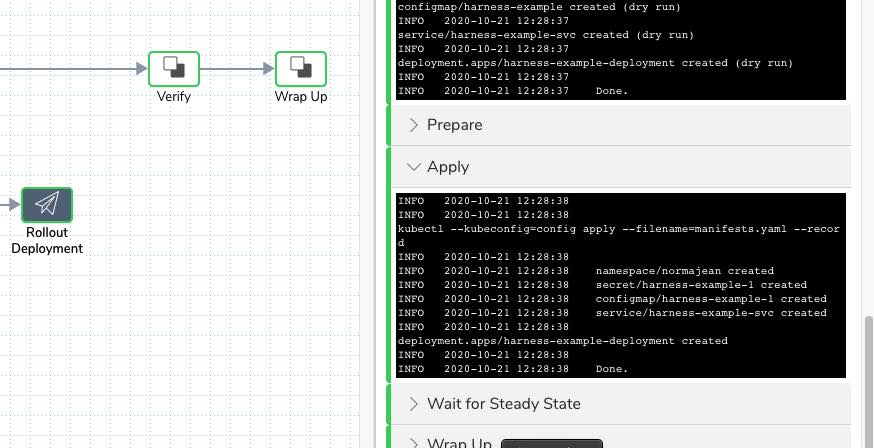 Verify
Wrap Up
Rollout
Deployment
configmap/harness-example created (dry run)
INFO 2020-10-21 12:28:37
service/harness-example-svc created (dry run)
INFO 2020-10-21 12:28:37
deployment.apps/harness-example-deployment created (dry run)
INFO 2020-10-21 12:28:37
INFO 2020-10-21 12:28:37 Done.
Prepare
Apply
INFO 2020-10-21 12:28:38
INFO 2020-10-21 12:28:38
kubectl --kubeconfig=config apply --filename=manifests.yaml --recor
d
INFO 2020-10-21 12:28:38
INFO 2020-10-21 12:28:38 namespace/normajean created
INFO 2020-10-21 12:28:38 secret/harness-example-1 created
INFO 2020-10-21 12:28:38 configmap/harness-example-1 created
INFO 2020-10-21 12:28:38 service/harness-example-svc created
INFO 2020-10-21 12:28:38
deployment.apps/harness-example-deployment created
INFO 2020-10-21 12:28:38
INFO 2020-10-21 12:28:38 Done.
Wait for Steady State
Wrap Up